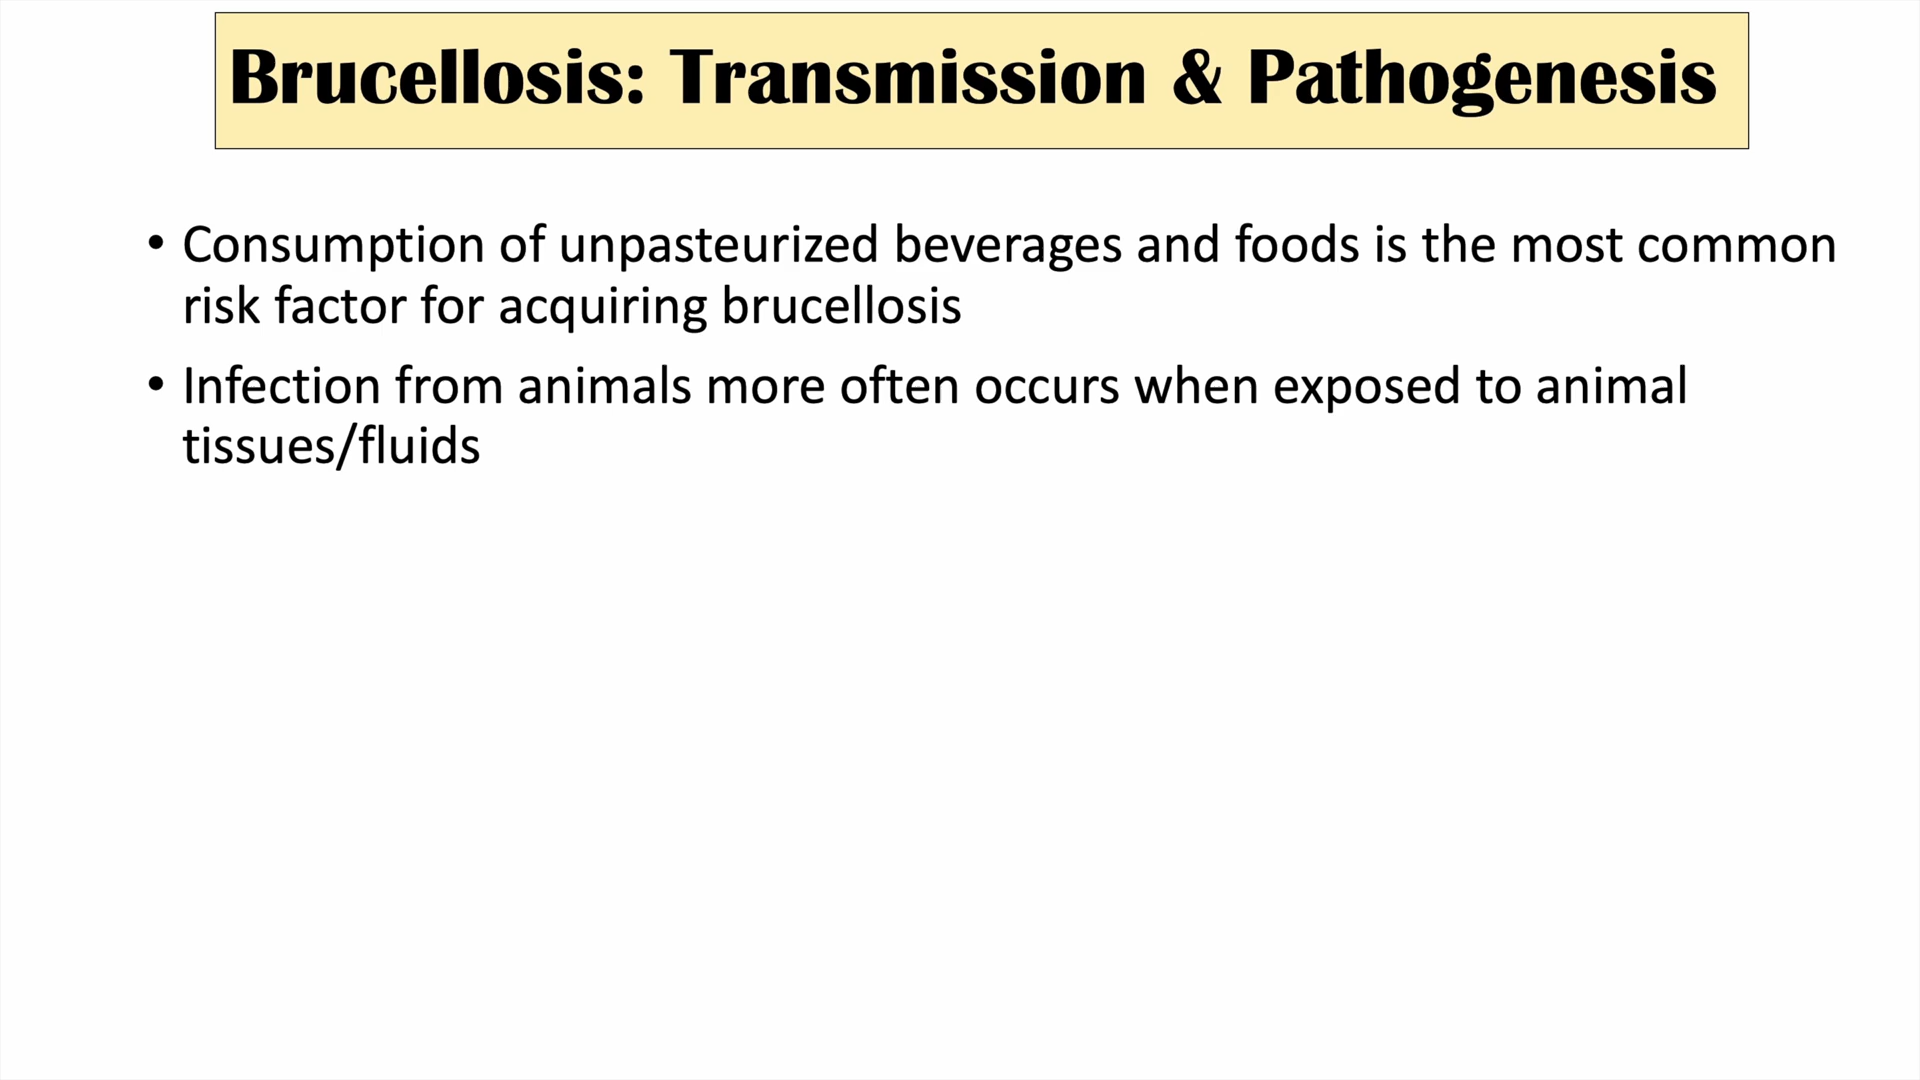 Brucellosis: Transmission & Pathogenesis
• Consumption of unpasteurized beverages and foods is the most common
risk factor for acquiring brucellosis
• Infection from animals more often occurs when exposed to animal
tissues/fluids